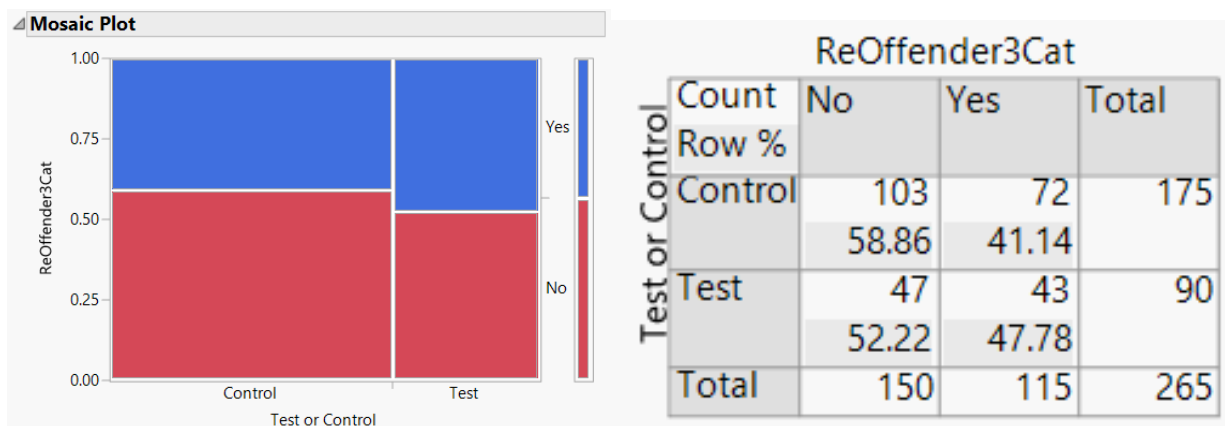 Mosaic Plot
1.00
0.75
0.50
0.25
0.00
ReOffender3Cat
Yes
No
Control Test
Test or Control
ReOffender3Cat
Test or Control
Count No Yes Total
Row %
Control 103 72 175
58.86 41.14
Test 47 43 90
52.22 47.78
Total 150 115 265